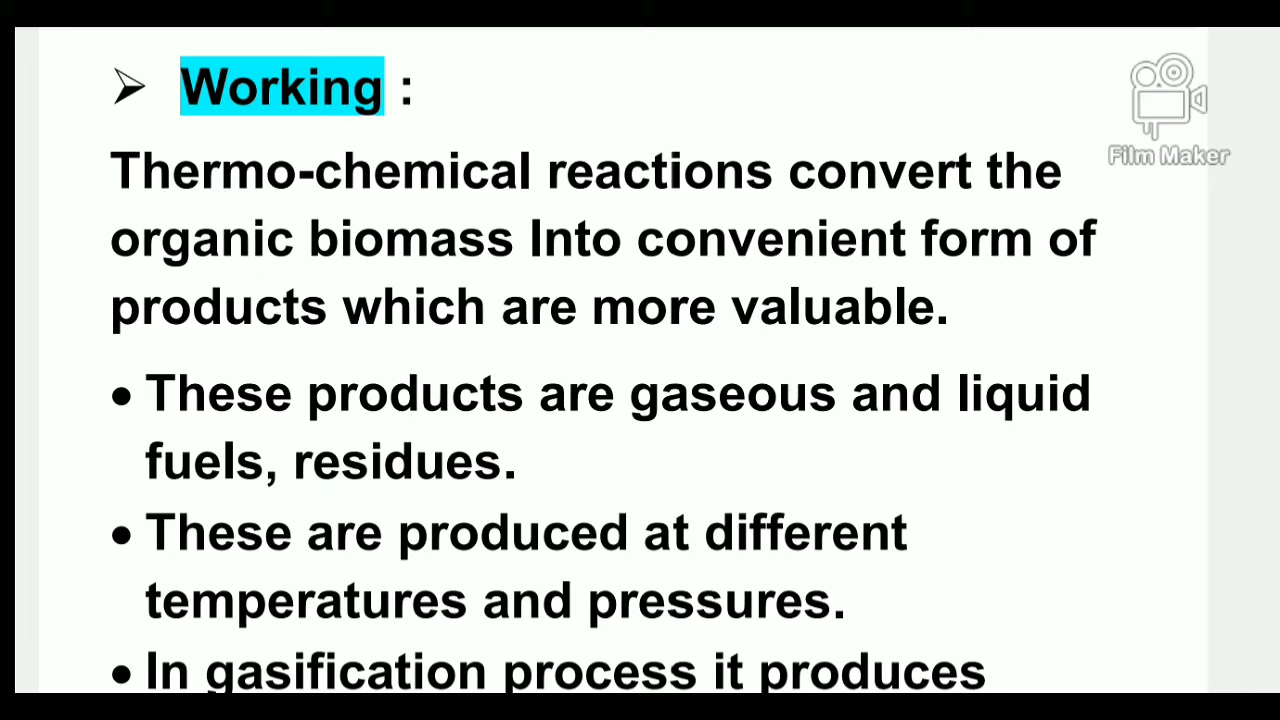 ➢ Working :
Film Maker
Thermo-chemical reactions convert the
organic biomass Into convenient form of
products which are more valuable.
• These products are gaseous and liquid
fuels, residues.
• These are produced at different
temperatures and pressures.
• In gasification process it produces